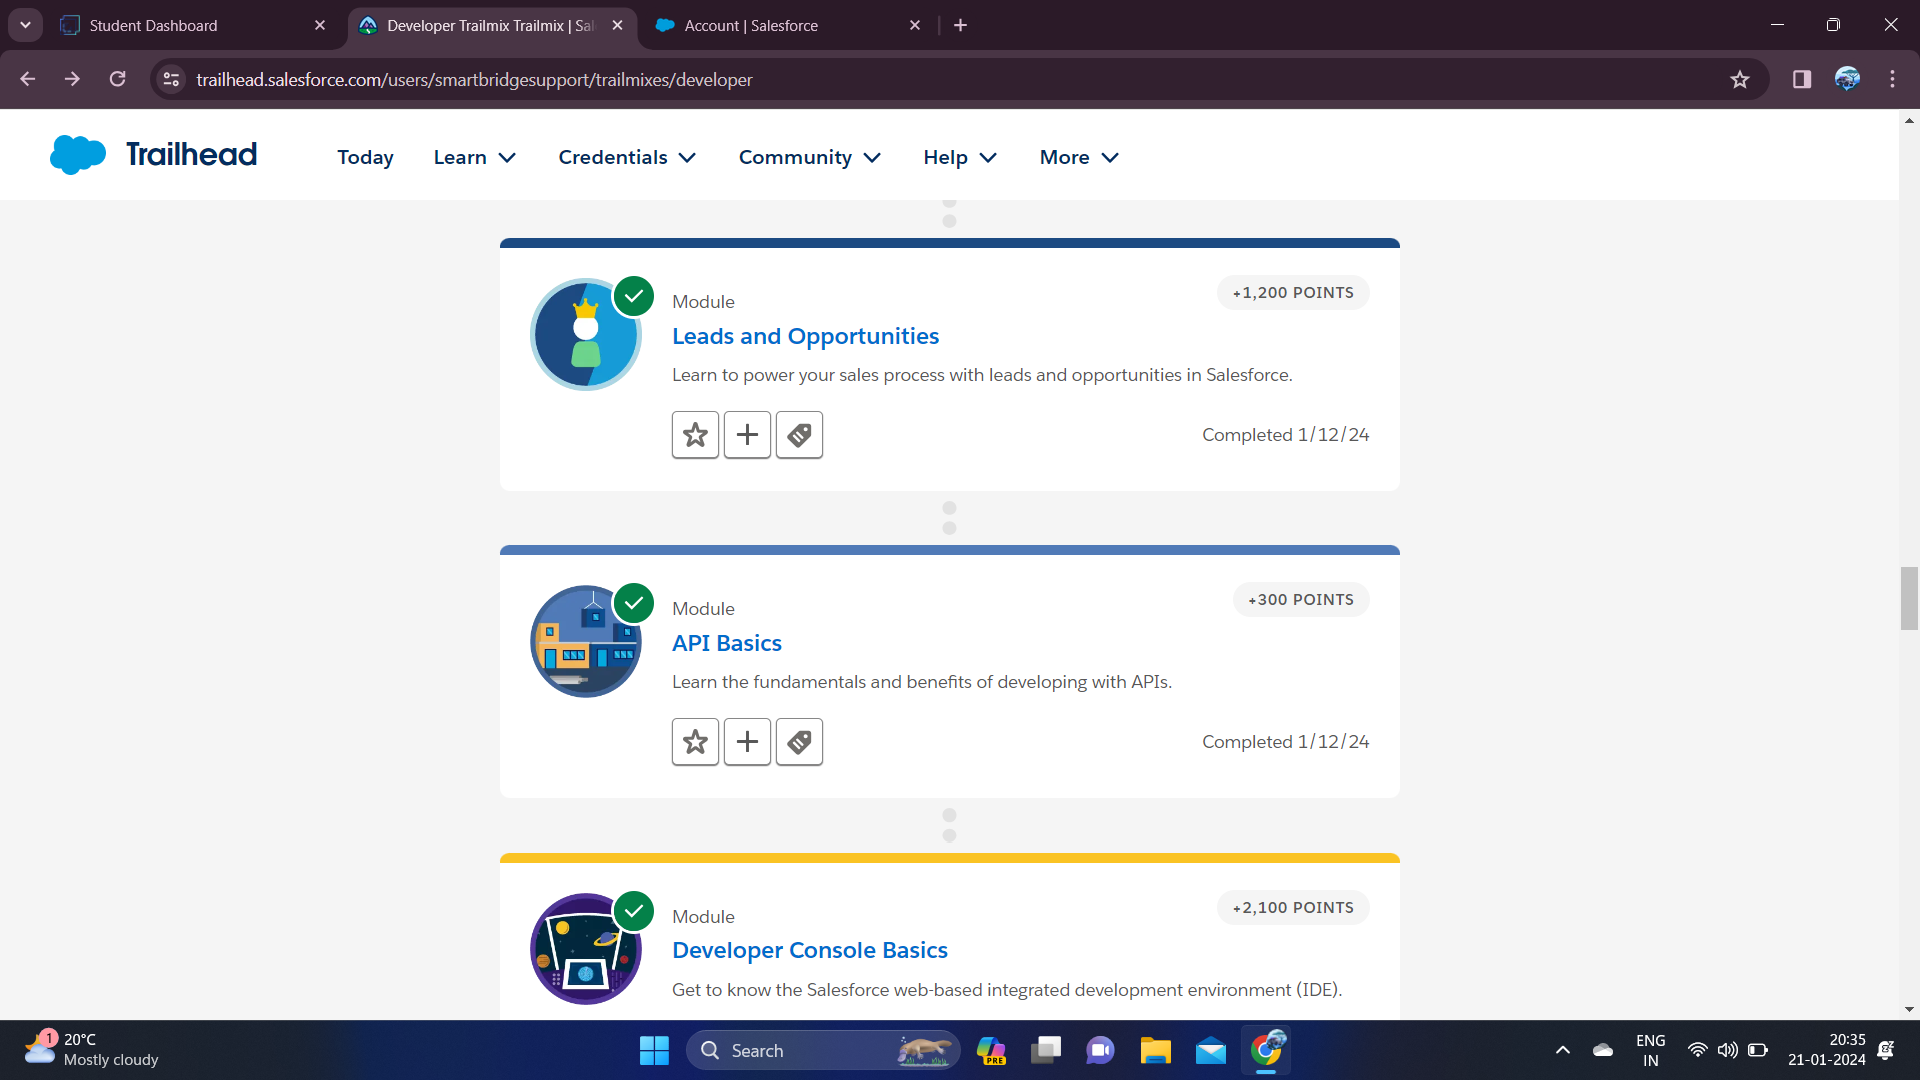 Student Dashboard
Developer Trailmix Trailmix | Sal
Account | Salesforce
trailhead.salesforce.com/users/smartbridgesupport/trailmixes/developer
Trailhead
Today
Learn
Credentials
Community
Help
More
Module
+1,200 POINTS
Leads and Opportunities
Learn to power your sales process with leads and opportunities in Salesforce.
Completed 1/12/24
Module
+300 POINTS
API Basics
Learn the fundamentals and benefits of developing with APIs.
Completed 1/12/24
Module
+2,100 POINTS
Developer Console Basics
Get to know the Salesforce web-based integrated development environment (IDE).
1
20°C
Mostly cloudy
Search
PRE
ENG
IN
20:35
21-01-2024